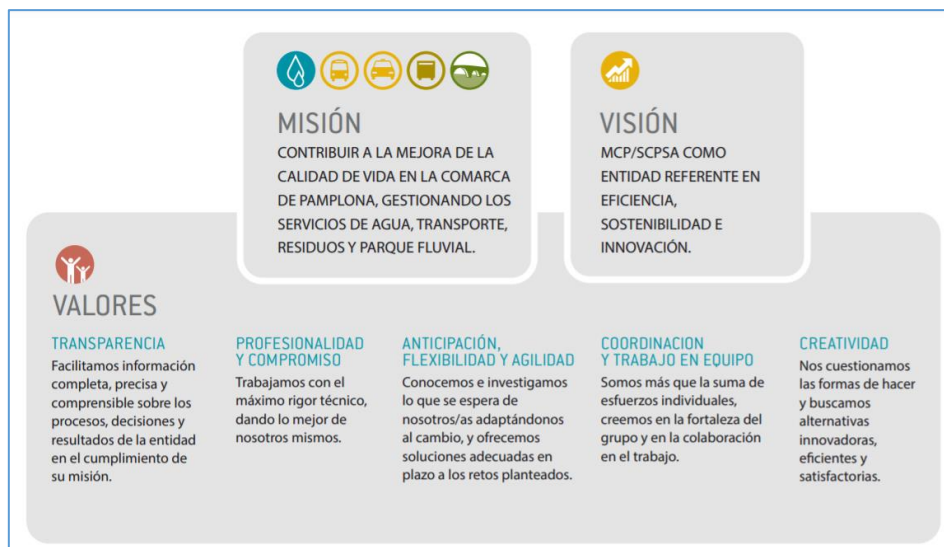 MISIÓN
CONTRIBUIR A LA MEJORA DE LA
CALIDAD DE VIDA EN LA COMARCA
DE PAMPLONA, GESTIONANDO LOS
SERVICIOS DE AGUA, TRANSPORTE,
RESIDUOS Y PARQUE FLUVIAL.
VISIÓN
MCP/SCPSA COMO
ENTIDAD REFERENTE EN
EFICIENCIA,
SOSTENIBILIDAD E
INNOVACIÓN.
VALORES
TRANSPARENCIA
Facilitamos información
completa, precisa y
comprensible sobre los
procesos, decisiones y
resultados de la entidad
en el cumplimiento de
su misión.
PROFESIONALIDAD
Y COMPROMISO
Trabajamos con el
máximo rigor técnico,
dando lo mejor de
nosotros mismos.
ANTICIPACIÓN,
FLEXIBILIDAD Y AGILIDAD
Conocemos e investigamos
lo que se espera de
nosotros/as adaptándonos
al cambio, y ofrecemos
soluciones adecuadas en
plazo a los retos planteados.
COORDINACION
Y TRABAJO EN EQUIPO
Somos más que la suma de
esfuerzos individuales,
creemos en la fortaleza del
grupo y en la colaboración
en el trabajo.
CREATIVIDAD
Nos cuestionamos
las formas de hacer
y buscamos
alternativas
innovadoras,
eficientes y
satisfactorias.